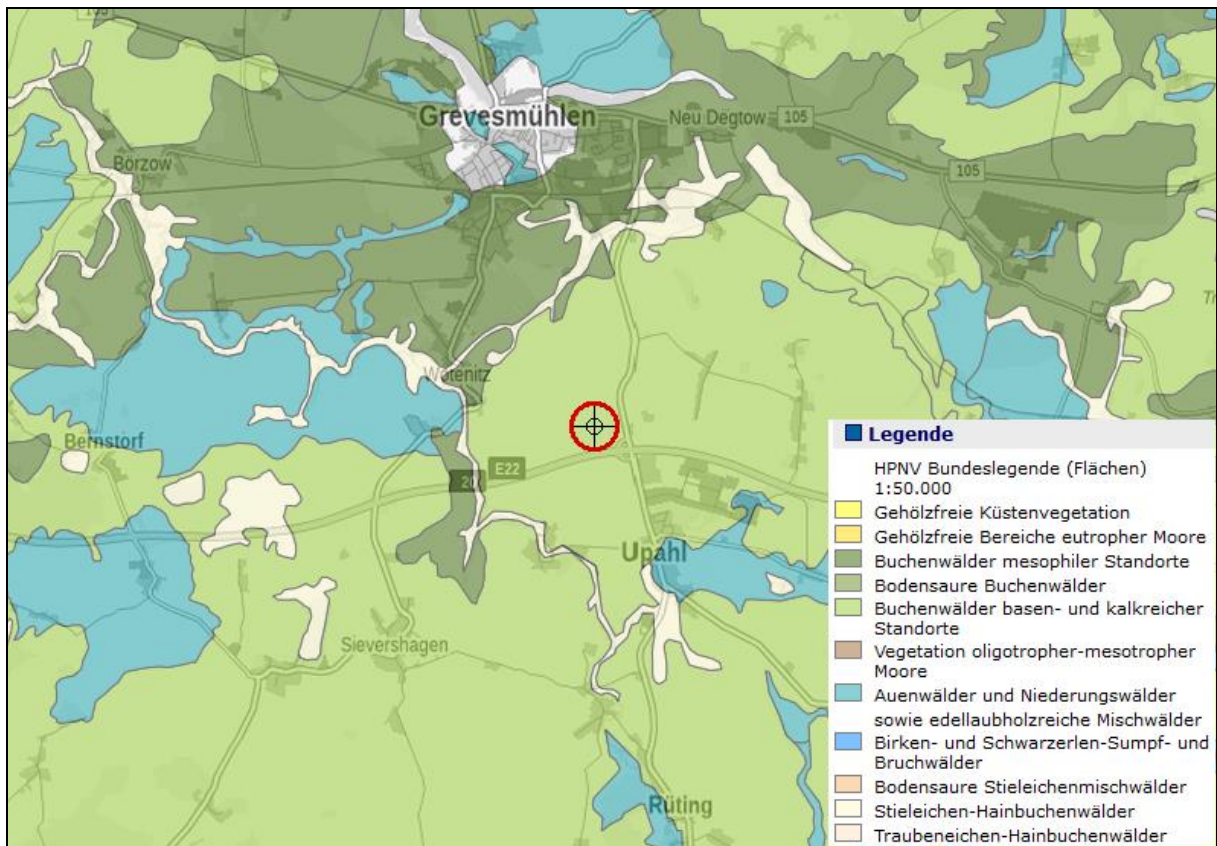 105
Grevesmühlen
Neu Degtow
105
Börzow
105
Wotenitz
Bernstorf
E22
20
Upahl
Sievershagen
Rüting
Legende
HPNV Bundeslegende (Flächen)
1:50.000
Gehölzfreie Küstenvegetation
Gehölzfreie Bereiche eutropher Moore
Buchenwälder mesophiler Standorte
Bodensaure Buchenwälder
Buchenwälder basen- und kalkreicher
Standorte
Vegetation oligotropher-mesotropher
Moore
Auenwälder und Niederungswälder
sowie edellaubholzreiche Mischwälder
Birken- und Schwarzerlen-Sumpf- und
Bruchwälder
Bodensaure Stieleichenmischwälder
Stieleichen-Hainbuchenwälder
Traubeneichen-Hainbuchenwälder